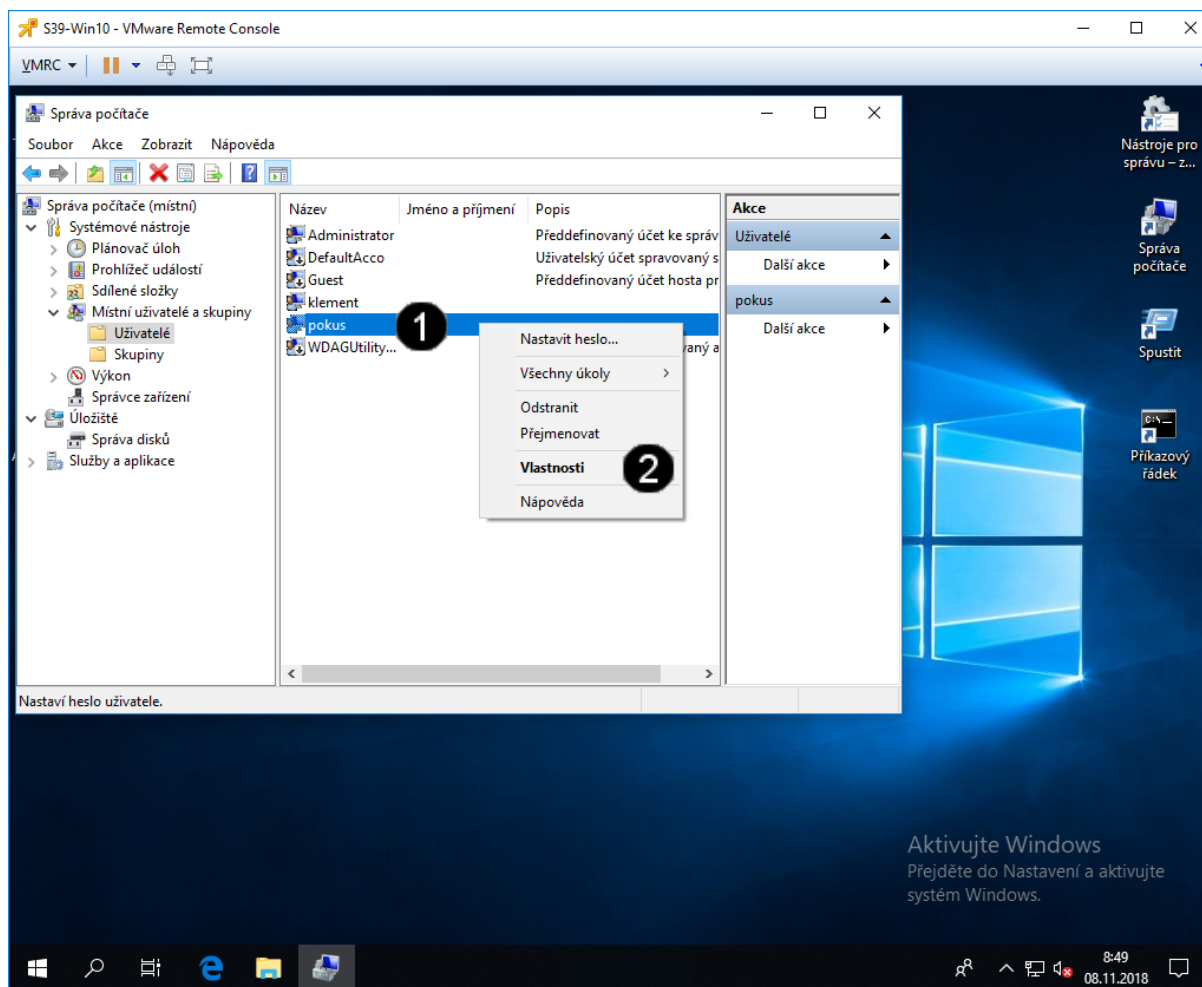 S39-Win10 - VMware Remote Console
VMRC
Správa počítače
Soubor Akce Zobrazit Nápověda
Správa počítače (místní)
Systémové nástroje
Plánovač úloh
Prohlížeč událostí
Sdílené složky
Místní uživatelé a skupiny
Uživatelé
Skupiny
Výkon
Správce zařízení
Úložiště
Správa disků
Služby a aplikace
Název Jméno a příjmení Popis
Administrator Předdefinovaný účet ke správ
DefaultAcco Uživatelský účet spravovaný s
Guest Předdefinovaný účet hosta pr
klement
pokus
WDAGUtility... vaný a
1
Nastavit heslo...
Všechny úkoly
Odstranit
Přejmenovat
Vlastnosti
2
Nápověda
Akce
Uživatelé
Další akce
pokus
Další akce
Nastaví heslo uživatele.
Nástroje pro
správu – z...
Správa
počítače
Spustit
C:\
Příkazový
řádek
Aktivujte Windows
Přejděte do Nastavení a aktivujte
systém Windows.
8:49
08.11.2018